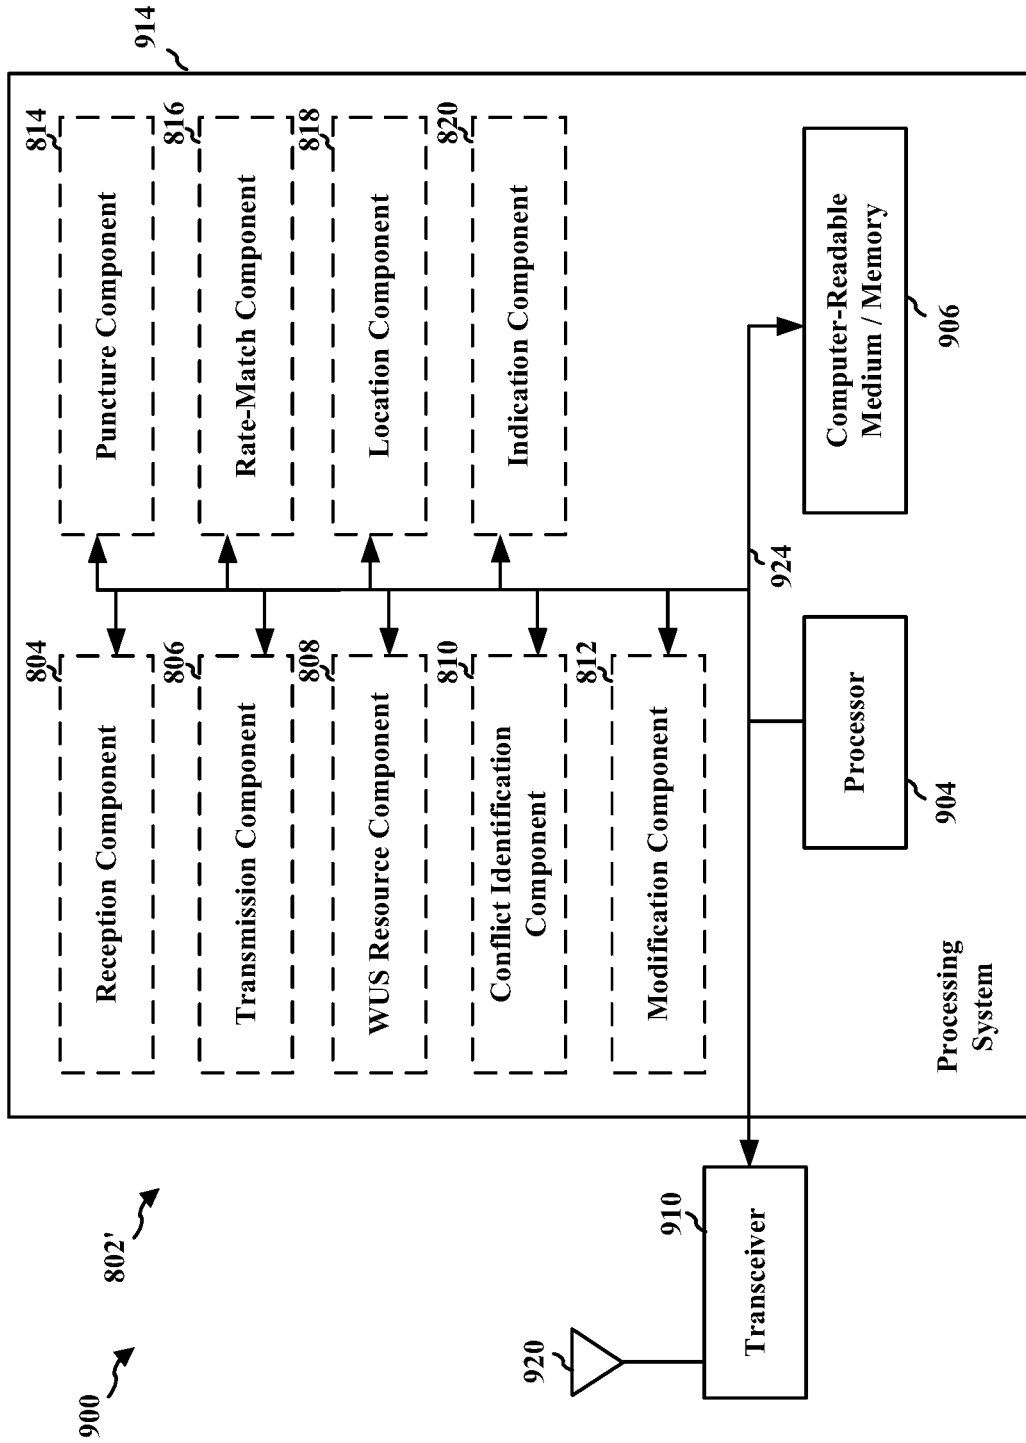 900
802'
914
804
Reception Component
806
Transmission Component
808
WUS Resource Component
810
Conflict Identification
Component
812
Modification Component
814
Puncture Component
816
Rate-Match Component
818
Location Component
820
Indication Component
920
910
Transceiver
Processing
System
Processor
904
924
Computer-Readable
Medium / Memory
906